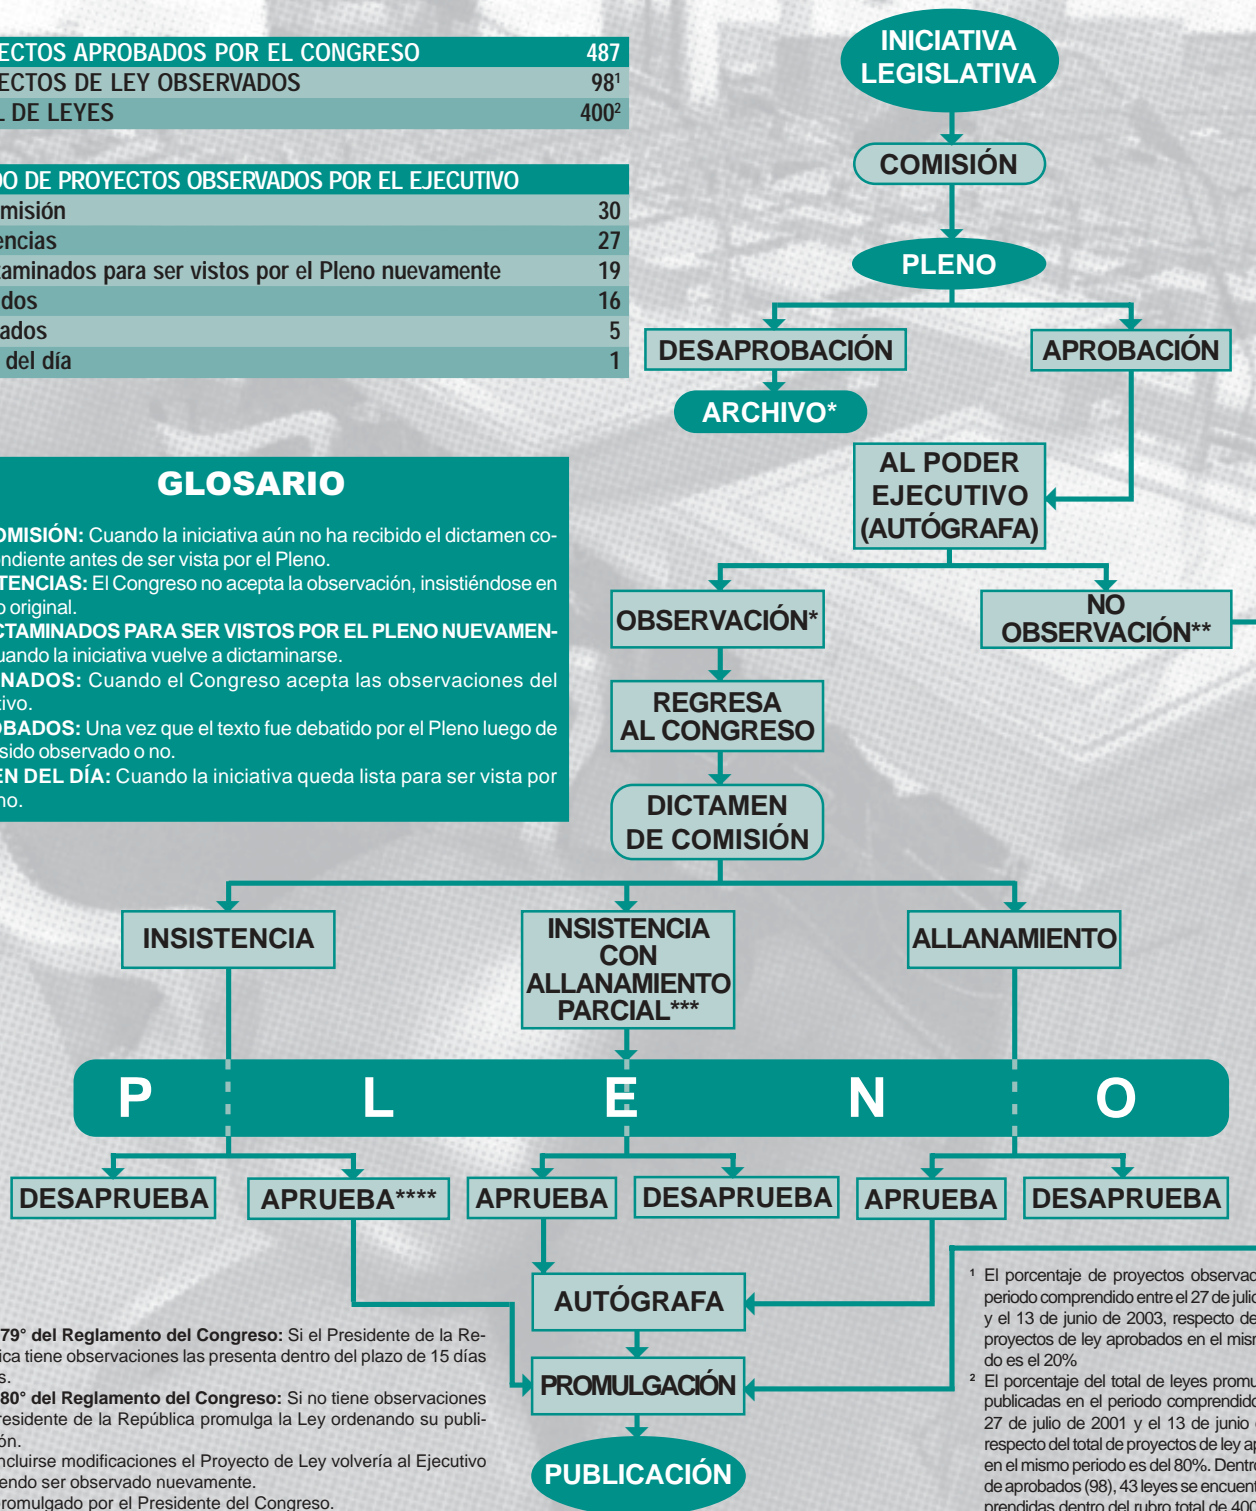 ECTOS APROBADOS POR EL CONGRESO 487
ECTOS DE LEY OBSERVADOS 98¹
L DE LEYES 400²
DO DE PROYECTOS OBSERVADOS POR EL EJECUTIVO
misión 30
encias 27
taminados para ser vistos por el Pleno nuevamente 19
dos 16
ados 5
del día 1
GLOSARIO
OMISIÓN: Cuando la iniciativa aún no ha recibido el dictamen co-
ndiente antes de ser vista por el Pleno.
TENCIAS: El Congreso no acepta la observación, insistiéndose en
o original.
CTAMINADOS PARA SER VISTOS POR EL PLENO NUEVAMEN-
uando la iniciativa vuelve a dictaminarse.
NADOS: Cuando el Congreso acepta las observaciones del
tivo.
OBADOS: Una vez que el texto fue debatido por el Pleno luego de
sido observado o no.
EN DEL DÍA: Cuando la iniciativa queda lista para ser vista por
no.
INICIATIVA
LEGISLATIVA
COMISIÓN
PLENO
DESAPROBACIÓN
APROBACIÓN
ARCHIVO*
AL PODER
EJECUTIVO
(AUTÓGRAFA)
OBSERVACIÓN*
NO
OBSERVACIÓN**
REGRESA
AL CONGRESO
DICTAMEN
DE COMISIÓN
INSISTENCIA
INSISTENCIA
CON
ALLANAMIENTO
PARCIAL***
ALLANAMIENTO
P L E N O
DESAPRUEBA
APRUEBA****
APRUEBA
DESAPRUEBA
APRUEBA
DESAPRUEBA
AUTÓGRAFA
PROMULGACIÓN
PUBLICACIÓN
79° del Reglamento del Congreso: Si el Presidente de la Re-
ica tiene observaciones las presenta dentro del plazo de 15 días
s.
80° del Reglamento del Congreso: Si no tiene observaciones
residente de la República promulga la Ley ordenando su publi-
ón.
ncluirse modificaciones el Proyecto de Ley volvería al Ejecutivo
endo ser observado nuevamente.
romulgado por el Presidente del Congreso.
¹ El porcentaje de proyectos observad
periodo comprendido entre el 27 de julio
y el 13 de junio de 2003, respecto de
proyectos de ley aprobados en el mism
do es el 20%
² El porcentaje del total de leyes promu
publicadas en el periodo comprendido
27 de julio de 2001 y el 13 de junio
respecto del total de proyectos de ley ap
en el mismo periodo es del 80%. Dentro
de aprobados (98), 43 leyes se encuent
prendidas dentro del rubro total de 400